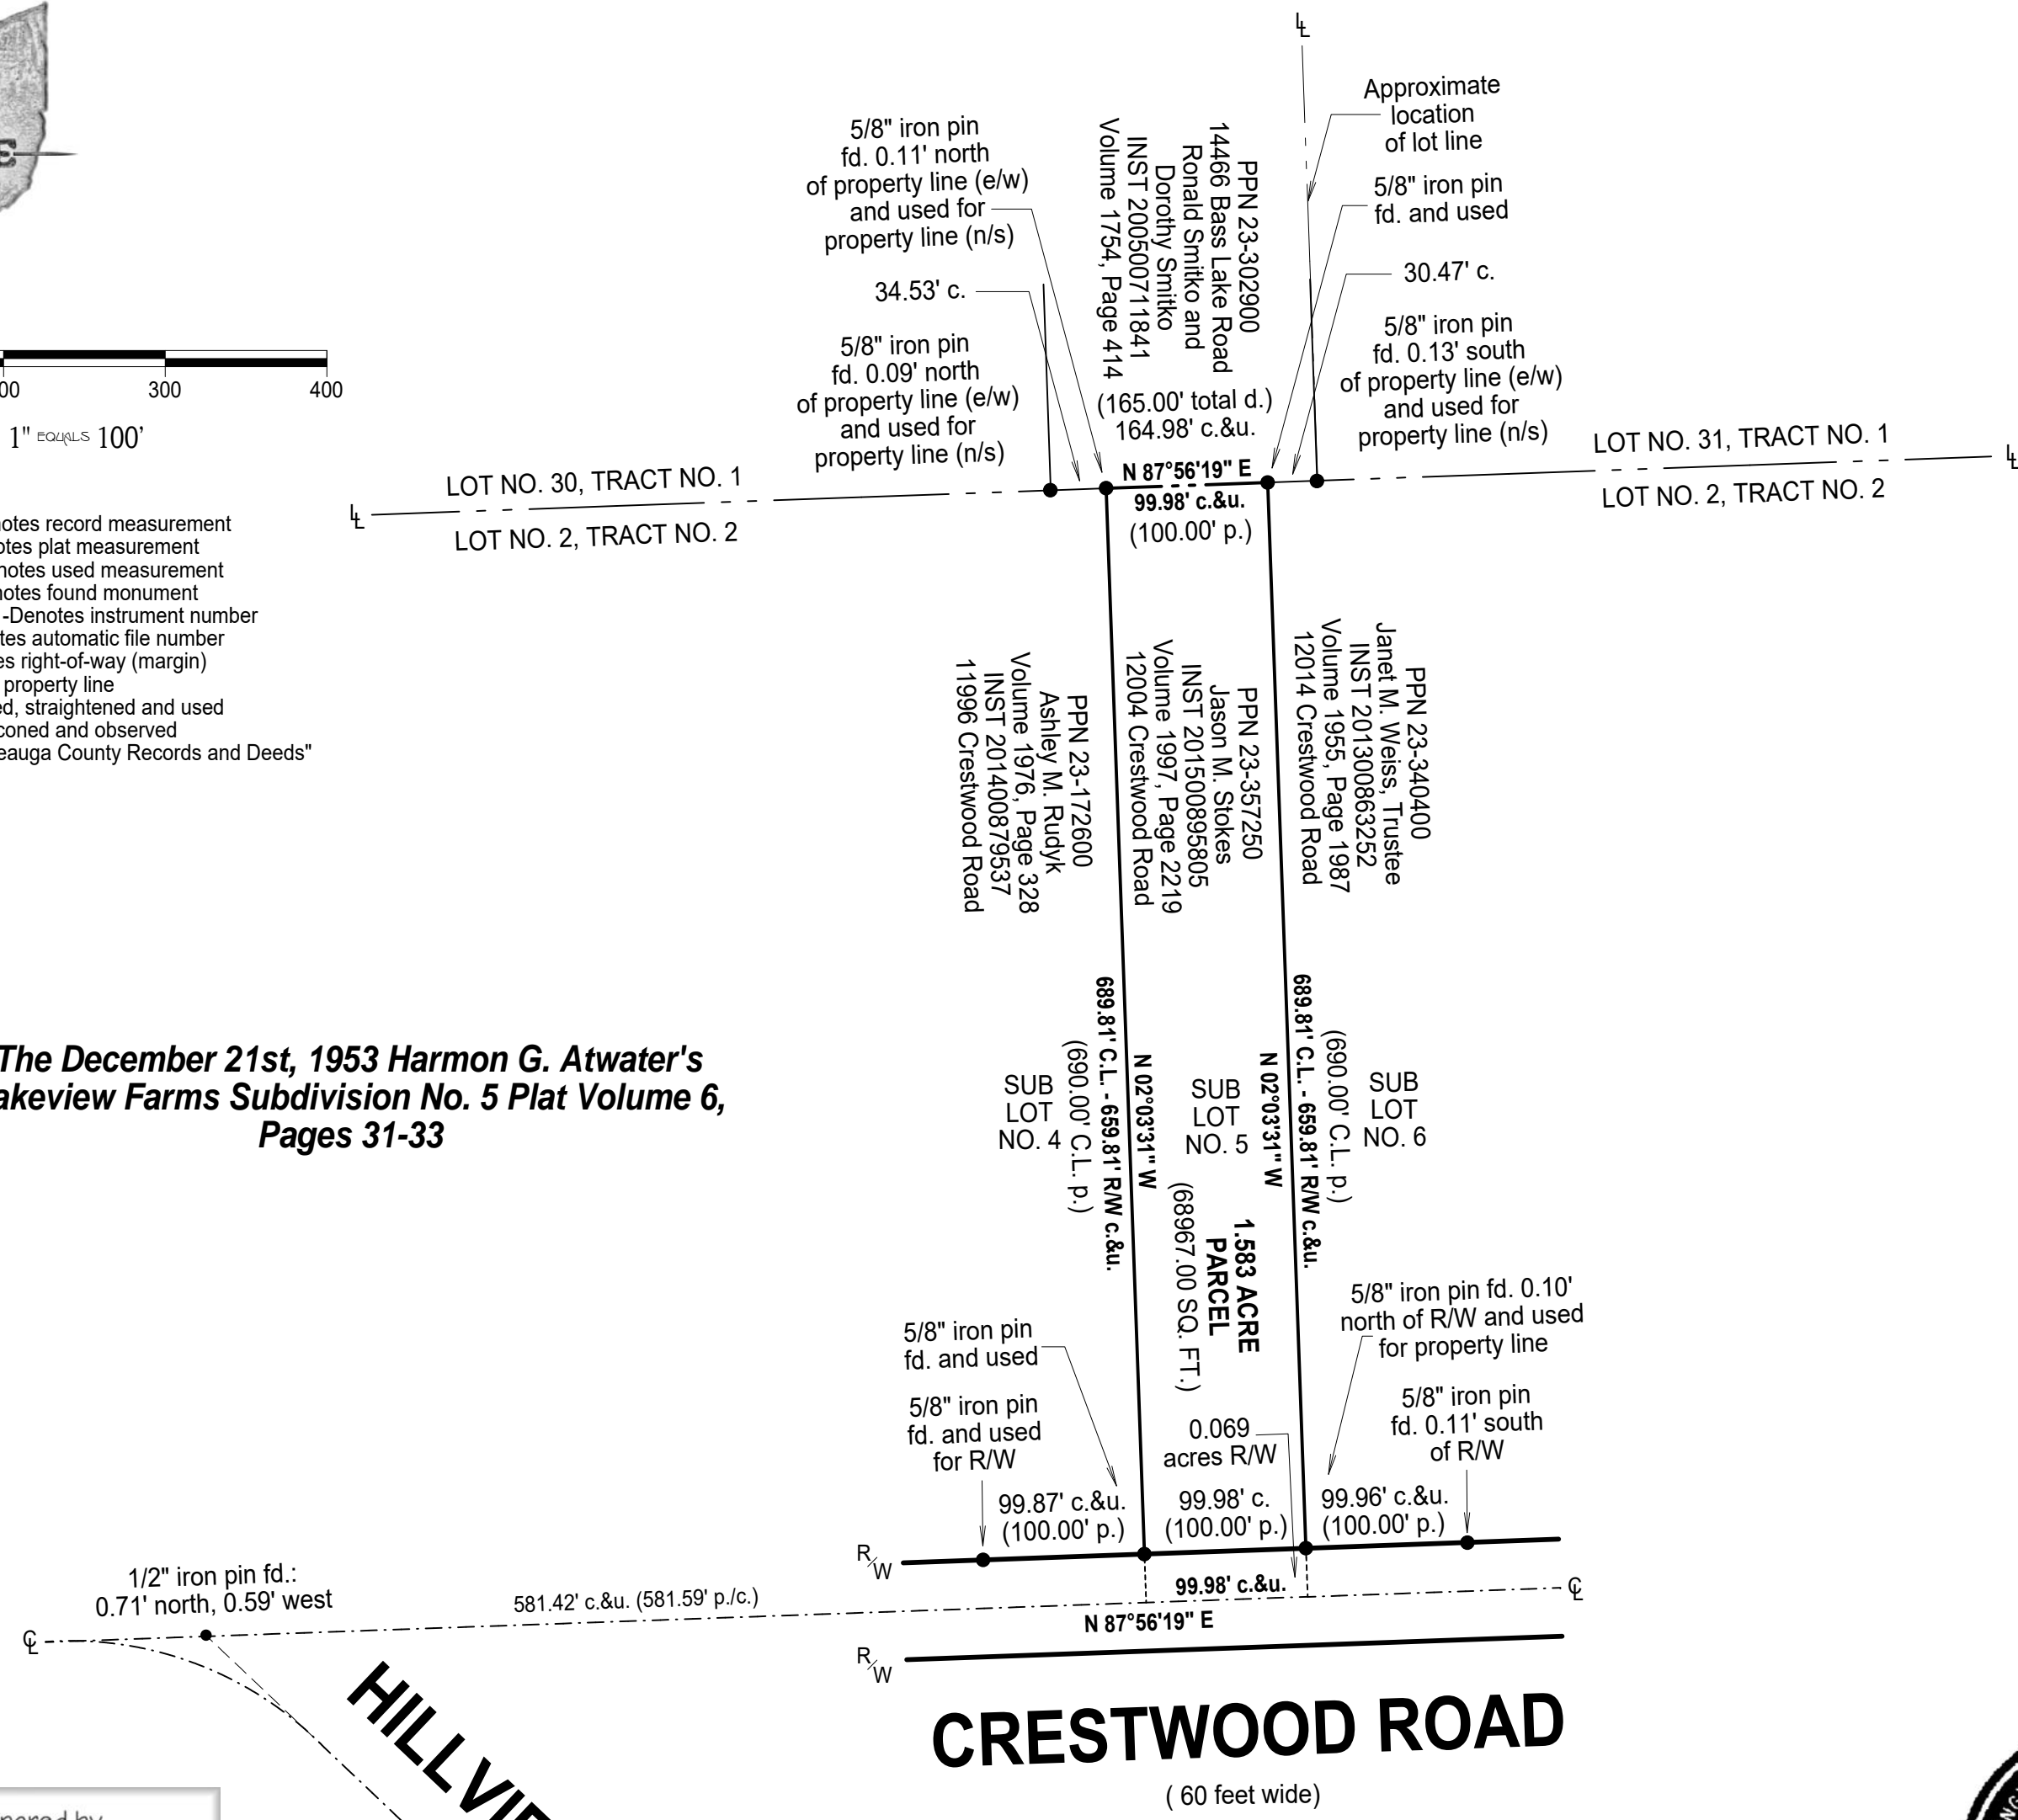 Approximate
location
of lot line
5/8" iron pin
fd. 0.11' north
of property line (e/w)
and used for
property line (n/s)
PPN 23-302900
14466 Bass Lake Road
Ronald Smitko and
Dorothy Smitko
INST 200500711841
Volume 1754, Page 414
5/8" iron pin
fd. and used
34.53' c.
30.47' c.
5/8" iron pin
fd. 0.09' north
of property line (e/w)
and used for
property line (n/s)
5/8" iron pin
fd. 0.13' south
of property line (e/w)
and used for
property line (n/s)
(165.00' total d.)
164.98' c.&u.
N 87°56'19" E
99.98' c.&u.
(100.00' p.)
300
400
1" EQUALS 100'
LOT NO. 30, TRACT NO. 1
LOT NO. 2, TRACT NO. 2
LOT NO. 31, TRACT NO. 1
LOT NO. 2, TRACT NO. 2
record measurement
plat measurement
used measurement
found monument
-Denotes instrument number
automatic file number
right-of-way (margin)
property line
straightened and used
and observed
County Records and Deeds"
PPN 23-172600
Ashley M. Rudyk
Volume 1976, Page 328
INST 201400879537
11996 Crestwood Road
PPN 23-357250
Jason M. Stokes
INST 201500895805
Volume 1997, Page 2219
12004 Crestwood Road
PPN 23-340400
Janet M. Weiss, Trustee
INST 201300863252
Volume 1955, Page 1987
12014 Crestwood Road
The December 21st, 1953 Harmon G. Atwater's
akeview Farms Subdivision No. 5 Plat Volume 6,
Pages 31-33
689.81' C.L. - 659.81' R/W c.&u.
(690.00' C.L. p.)
N 02°03'31" W
N 02°03'31" W
689.81' C.L. - 659.81' R/W c.&u.
(690.00' C.L. p.)
SUB
LOT
NO. 4
SUB
LOT
NO. 5
SUB
LOT
NO. 6
1.583 ACRE
PARCEL
(68967.00 SQ. FT.)
5/8" iron pin
fd. and used
5/8" iron pin
fd. and used
for R/W
0.069
acres R/W
5/8" iron pin fd. 0.10'
north of R/W and used
for property line
5/8" iron pin
fd. 0.11' south
of R/W
99.87' c.&u.
(100.00' p.)
99.98' c.
(100.00' p.)
99.96' c.&u.
(100.00' p.)
R/W
1/2" iron pin fd.:
0.71' north, 0.59' west
581.42' c.&u. (581.59' p./c.)
99.98' c.&u.
N 87°56'19" E
R/W
HILLVI
CRESTWOOD ROAD
( 60 feet wide)
by